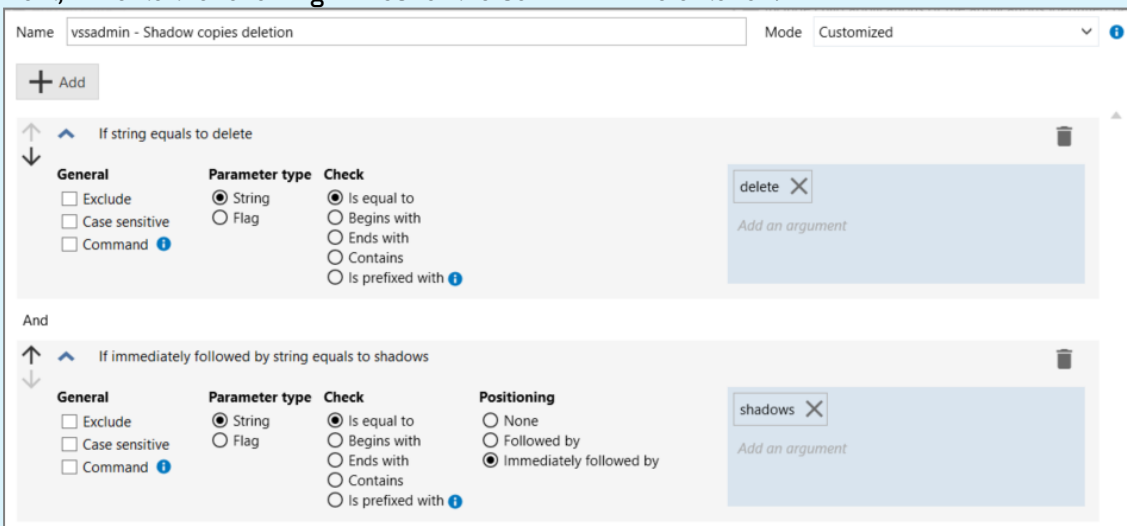 Name vssadmin - Shadow copies deletion Mode Customized
Add
If string equals to delete
General Parameter type Check
Exclude String Is equal to delete
Case sensitive Flag Begins with
Command Ends with Add an argument
Contains
Is prefixed with
And
If immediately followed by string equals to shadows
General Parameter type Check Positioning
Exclude String Is equal to None shadows
Case sensitive Flag Begins with Followed by
Command Ends with Immediately followed by Add an argument
Contains
Is prefixed with